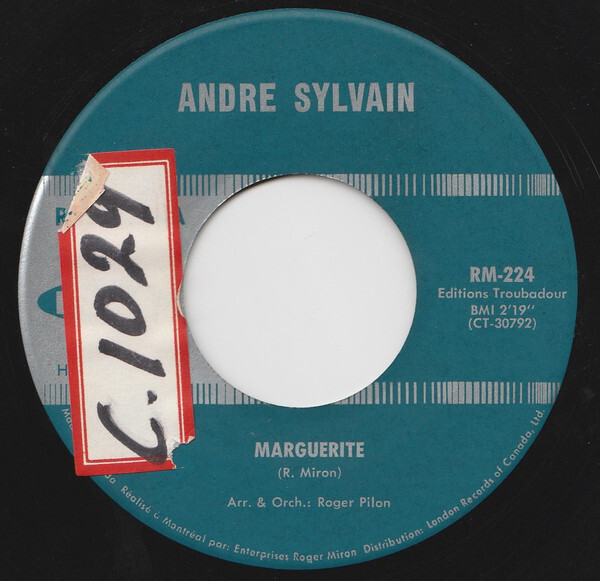 ANDRE SYLVAIN
C.1029
RM-224
Editions Troubadour
BMI 2'19''
(CT-30792)
MARGUERITE
(R. Miron)
Arr. & Orch.: Roger Pilon
Réalisé à Montréal par: Enterprises Roger Miron Distribution: London Records of Canada, Ltd.